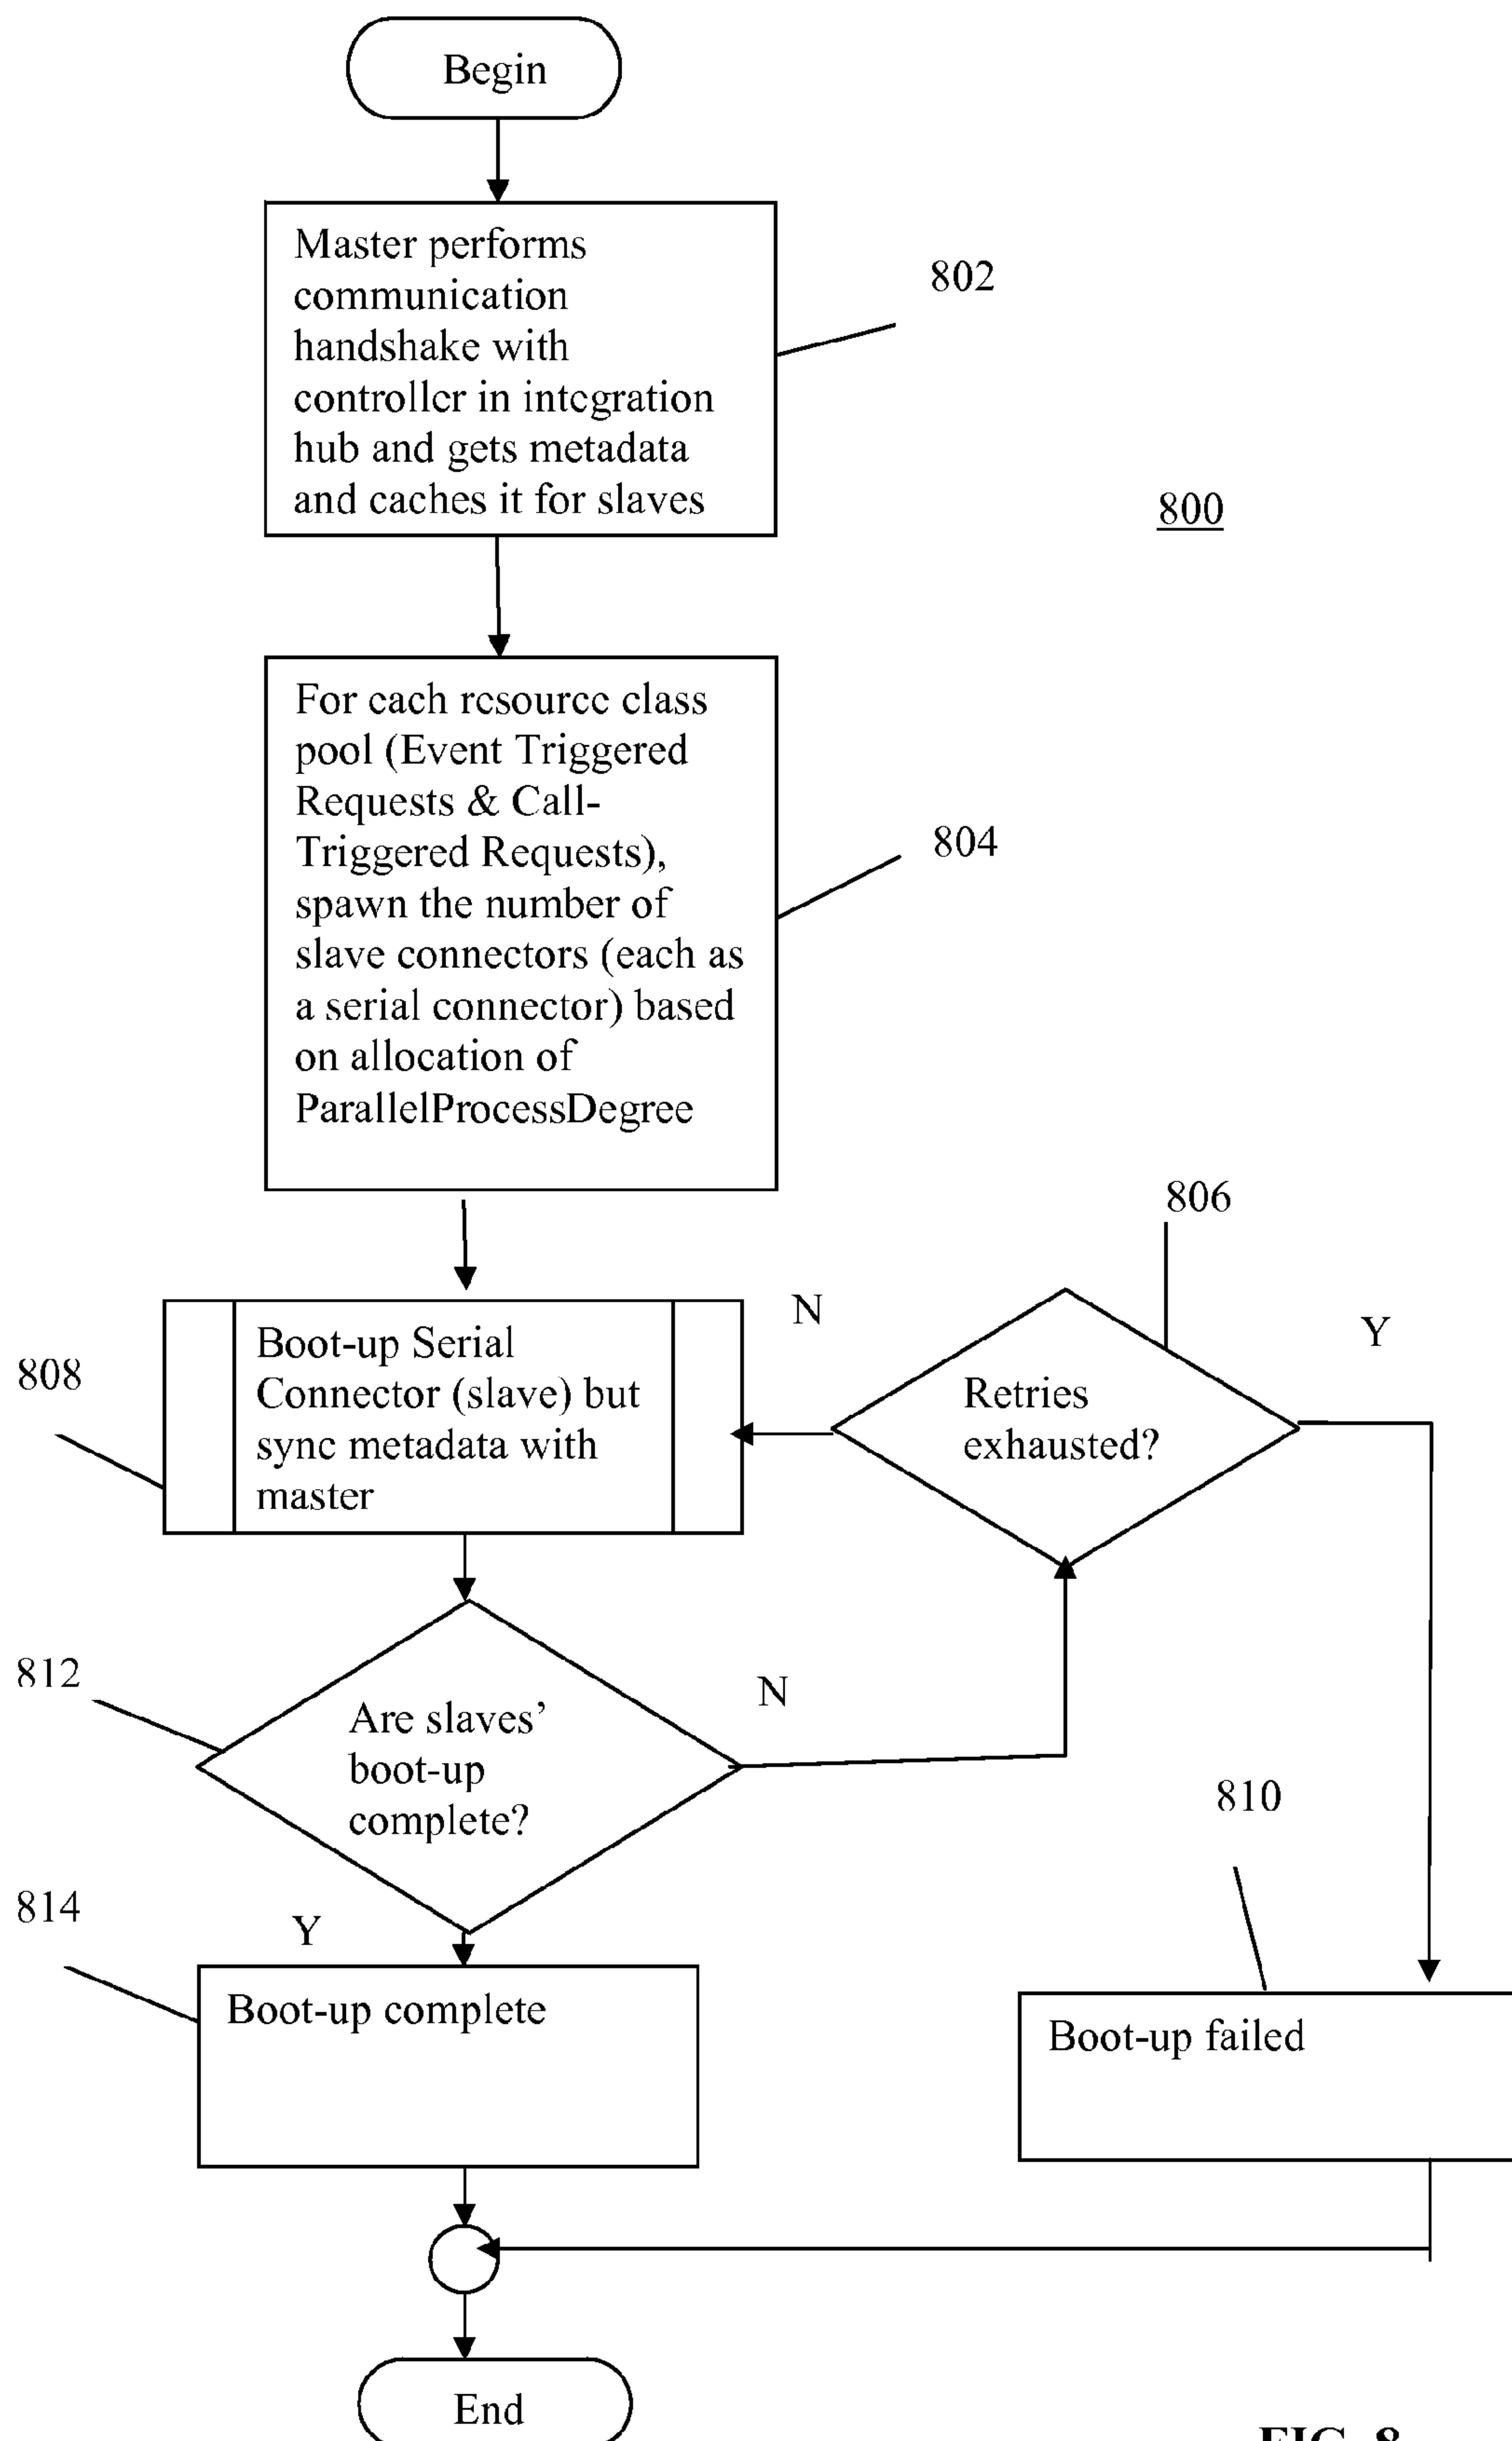 Begin
Master performs
communication
handshake with
controller in integration
hub and gets metadata
and caches it for slaves
802
800
For each resource class
pool (Event Triggered
Requests & Call-
Triggered Requests),
spawn the number of
slave connectors (each as
a serial connector) based
on allocation of
ParallelProcessDegree
804
806
N
Y
808
Boot-up Serial
Connector (slave) but
sync metadata with
master
Retries
exhausted?
812
N
Are slaves’
boot-up
complete?
810
814
Y
Boot-up complete
Boot-up failed
End
FIG. 8